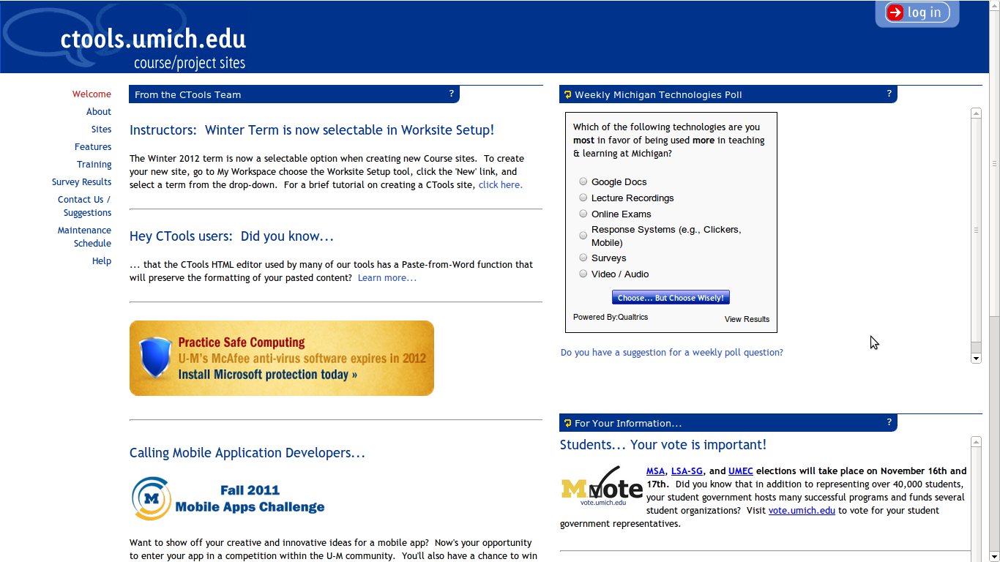 log in
ctools.umich.edu
course/project sites
Welcome
About
Sites
Features
Training
Survey Results
Contact Us /
Suggestions
Maintenance
Schedule
Help
From the CTools Team ?
Instructors: Winter Term is now selectable in Worksite Setup!
The Winter 2012 term is now a selectable option when creating new Course sites. To create
your new site, go to My Workspace choose the Worksite Setup tool, click the 'New' link, and
select a term from the drop-down. For a brief tutorial on creating a CTools site, click here.
Hey CTools users: Did you know...
... that the CTools HTML editor used by many of our tools has a Paste-from-Word function that
will preserve the formatting of your pasted content? Learn more...
Practice Safe Computing
U-M's McAfee anti-virus software expires in 2012
Install Microsoft protection today »
Calling Mobile Application Developers...
M
Fall 2011
Mobile Apps Challenge
Want to show off your creative and innovative ideas for a mobile app? Now's your opportunity
to enter your app in a competition within the U-M community. You'll also have a chance to win
Weekly Michigan Technologies Poll ?
Which of the following technologies are you
most in favor of being used more in teaching
& learning at Michigan?
Google Docs
Lecture Recordings
Online Exams
Response Systems (e.g., Clickers,
Mobile)
Surveys
Video / Audio
Choose... But Choose Wisely!
Powered By:Qualtrics
View Results
Do you have a suggestion for a weekly poll question?
For Your Information... ?
Students... Your vote is important!
Mvote
vote.umich.edu
MSA, LSA-SG, and UMEC elections will take place on November 16th and
17th. Did you know that in addition to representing over 40,000 students,
your student government hosts many successful programs and funds several
student organizations? Visit vote.umich.edu to vote for your student
government representatives.